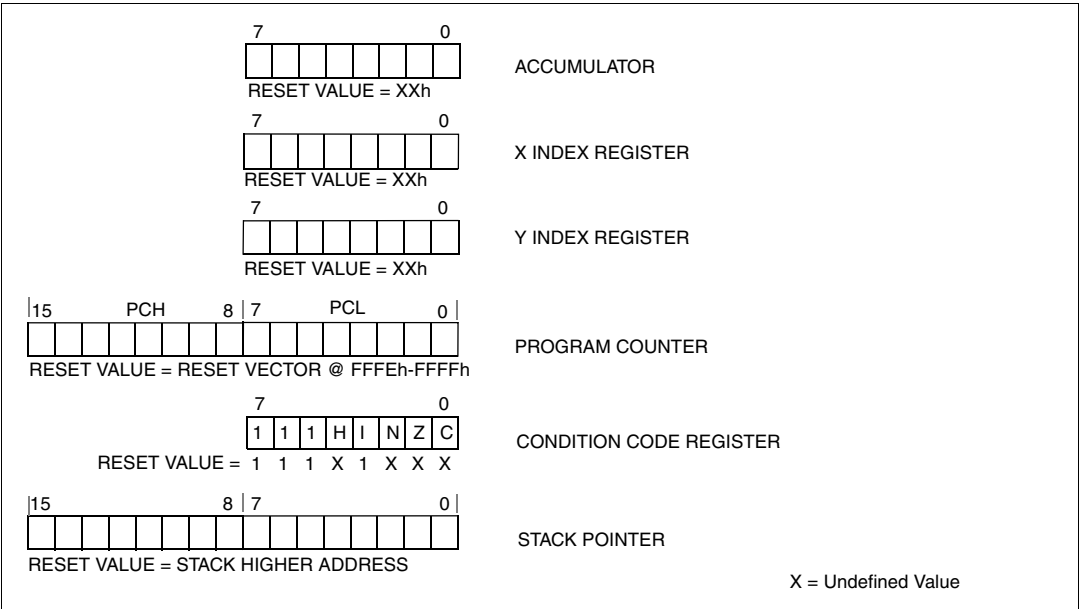 7 0
ACCUMULATOR
RESET VALUE = XXh
7 0
X INDEX REGISTER
RESET VALUE = XXh
7 0
Y INDEX REGISTER
RESET VALUE = XXh
15 PCH 8 7 PCL 0
PROGRAM COUNTER
RESET VALUE = RESET VECTOR @ FFFEh-FFFFh
7 0
1 1 1 H I N Z C
CONDITION CODE REGISTER
RESET VALUE = 1 1 1 X 1 X X X
15 8 7 0
STACK POINTER
RESET VALUE = STACK HIGHER ADDRESS
X = Undefined Value